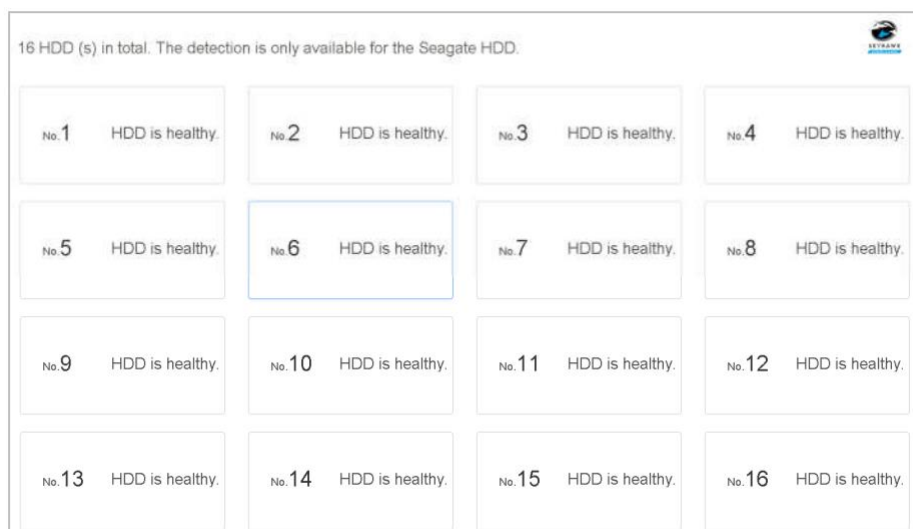 16 HDD (s) in total. The detection is only available for the Seagate HDD.
SKYHAWK
No.1 HDD is healthy.
No.2 HDD is healthy.
No.3 HDD is healthy.
No.4 HDD is healthy.
No.5 HDD is healthy.
No.6 HDD is healthy.
No.7 HDD is healthy.
No.8 HDD is healthy.
No.9 HDD is healthy.
No.10 HDD is healthy.
No.11 HDD is healthy.
No.12 HDD is healthy.
No.13 HDD is healthy.
No.14 HDD is healthy.
No.15 HDD is healthy.
No.16 HDD is healthy.